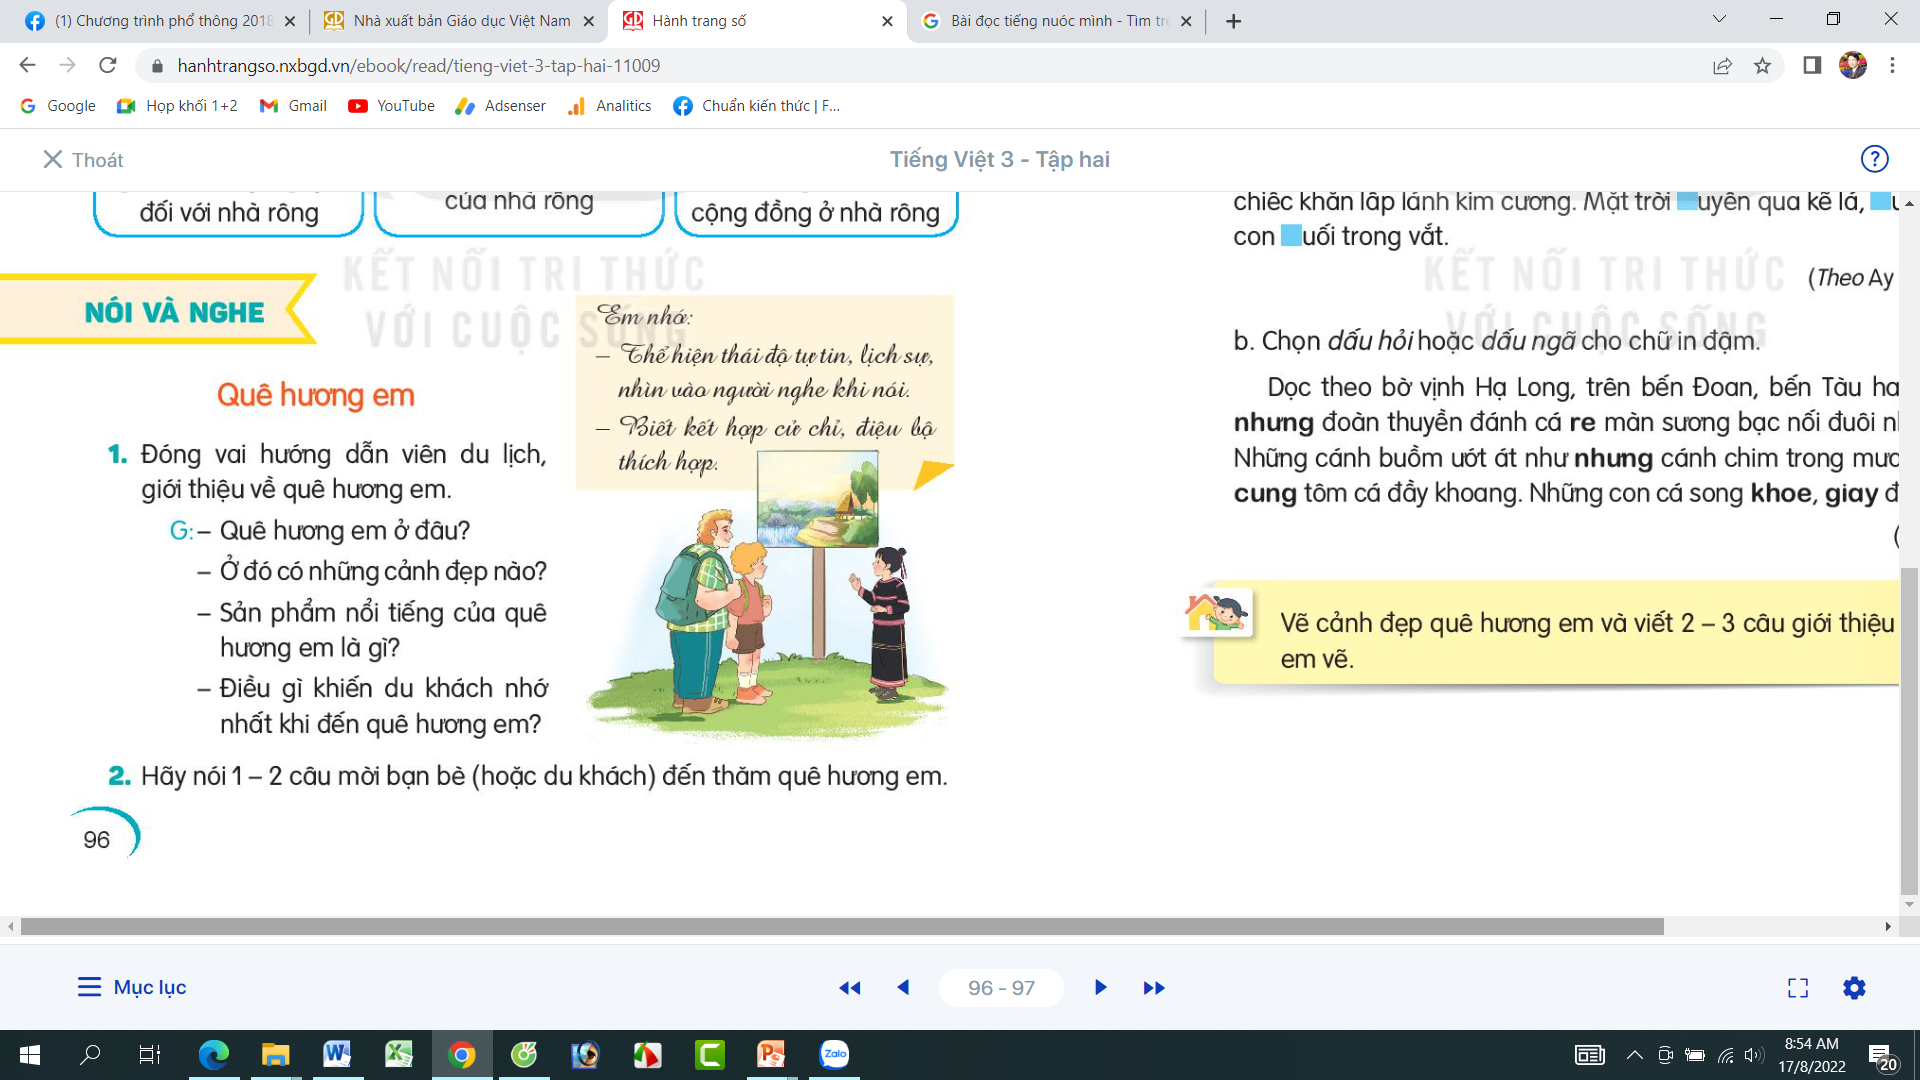 (1) Chương trình phổ thông 2018
Nhà xuất bản Giáo dục Việt Nam
Hành trang số
Bài đọc tiếng nước mình - Tìm trê
hanhtrangso.nxbgd.vn/ebook/read/tieng-viet-3-tap-hai-11009
Google
Họp khối 1+2
Gmail
YouTube
Adsenser
Analitics
Chuẩn kiến thức | F...
Thoát
Tiếng Việt 3 - Tập hai
đối với nhà rông
của nhà rông
cộng đồng ở nhà rông
KẾT NỐI TRI THỨC
VỚI CUỘC SỐNG
NÓI VÀ NGHE
Em nhớ:
– Thể hiện thái độ tự tin, lịch sự,
nhìn vào người nghe khi nói.
– Biết kết hợp cử chỉ, điệu bộ
thích hợp.
Quê hương em
1. Đóng vai hướng dẫn viên du lịch,
giới thiệu về quê hương em.
G: – Quê hương em ở đâu?
– Ở đó có những cảnh đẹp nào?
– Sản phẩm nổi tiếng của quê
hương em là gì?
– Điều gì khiến du khách nhớ
nhất khi đến quê hương em?
2. Hãy nói 1 – 2 câu mời bạn bè (hoặc du khách) đến thăm quê hương em.
96
chiếc khăn lấp lánh kim cương. Mặt trời uyên qua kẽ lá, u
con uối trong vắt.
KẾT NỐI TRI THỨC
VỚI CUỘC SỐNG
(Theo Ay
b. Chọn dấu hỏi hoặc dấu ngã cho chữ in đậm.
Dọc theo bờ vịnh Hạ Long, trên bến Đoan, bến Tàu ha
nhưng đoàn thuyền đánh cá re màn sương bạc nối đuôi nh
Những cánh buồm ướt át như nhưng cánh chim trong mưa
cung tôm cá đầy khoang. Những con cá song khoe, giay đ
(
Vẽ cảnh đẹp quê hương em và viết 2 – 3 câu giới thiệu
em vẽ.
Mục lục
96 - 97
Zalo
8:54 AM
17/8/2022
20